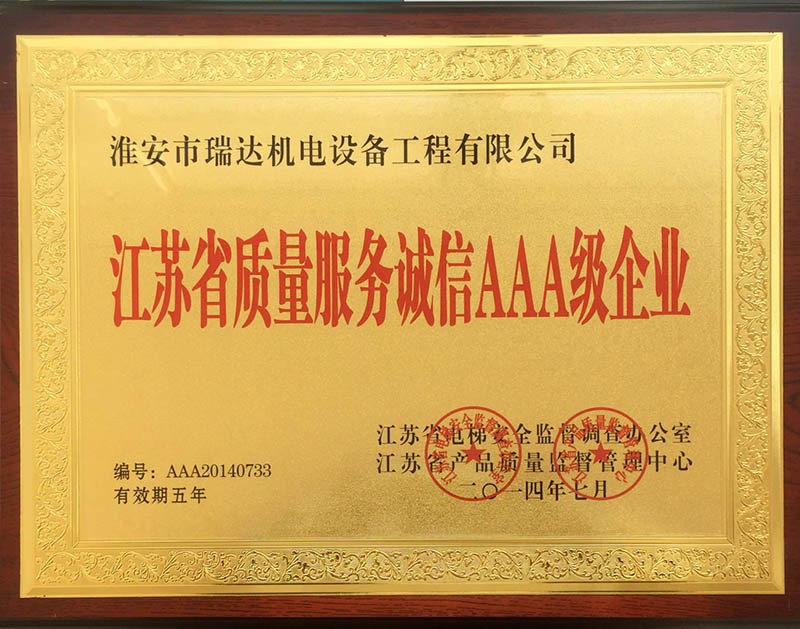 淮安市瑞达机电设备工程有限公司
江苏省质量服务诚信AAA级企业
江苏省电梯安全监督调查办公室
江苏省产品质量监督管理中心
二〇一四年七月
编号：AAA20140733
有效期五年